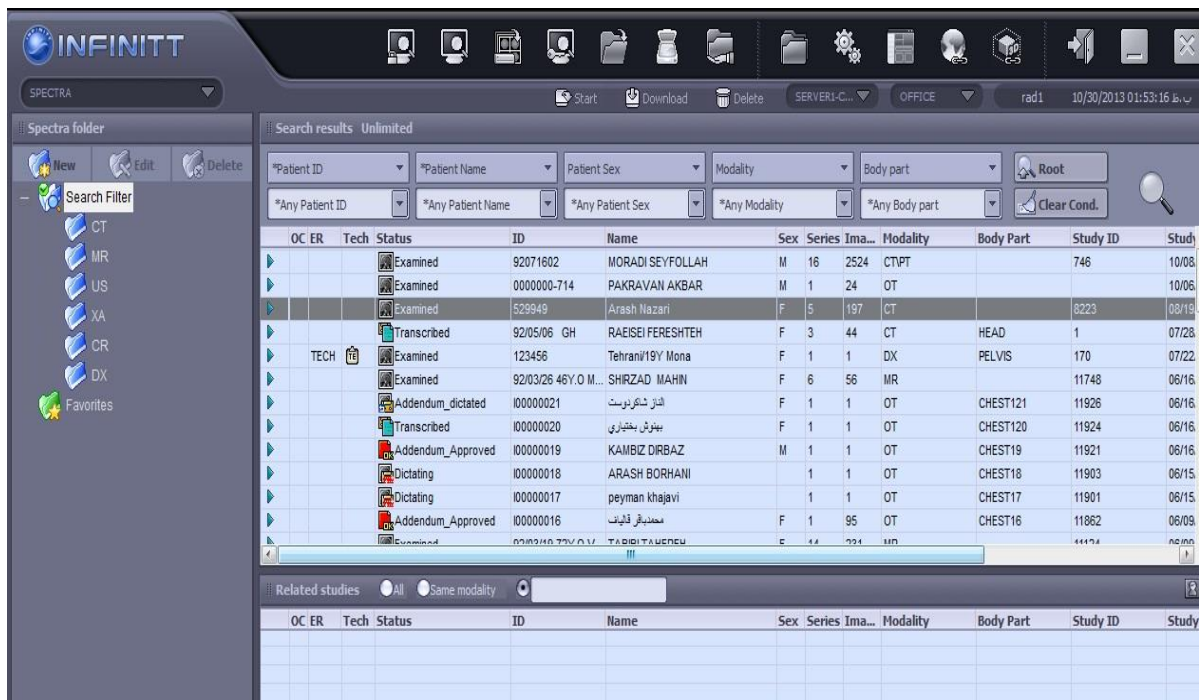 INFINITT
SPECTRA
Start Download Delete SERVER1-C... OFFICE rad1 10/30/2013 01:53:16 ب.ظ
Spectra folder
New Edit Delete
Search Filter
CT
MR
US
XA
CR
DX
Favorites
Search results Unlimited
*Patient ID *Patient Name Patient Sex Modality Body part Root
*Any Patient ID *Any Patient Name *Any Patient Sex *Any Modality *Any Body part Clear Cond.
OC ER Tech Status ID Name Sex Series Ima... Modality Body Part Study ID Study
Examined 92071602 MORADI SEYFOLLAH M 16 2524 CT\PT 746 10/08
Examined 0000000-714 PAKRAVAN AKBAR M 1 24 OT 10/06
Examined 529949 Arash Nazari F 5 197 CT 8223 08/19
Transcribed 92/05/06 GH RAEISEI FERESHTEH F 3 44 CT HEAD 1 07/28
TECH TE Examined 123456 Tehrani/19Y Mona F 1 1 DX PELVIS 170 07/22
Examined 92/03/26 46Y.O M... SHIRZAD MAHIN F 6 56 MR 11748 06/16
Addendum_dictated I00000021 الناز شاكردوست F 1 1 OT CHEST121 11926 06/16
Transcribed I00000020 بهنوش بختياري F 1 1 OT CHEST120 11924 06/16
Addendum_Approved I00000019 KAMBIZ DIRBAZ M 1 1 OT CHEST19 11921 06/16
Dictating I00000018 ARASH BORHANI 1 1 OT CHEST18 11903 06/15
Dictating I00000017 peyman khajavi 1 1 OT CHEST17 11901 06/15
Addendum_Approved I00000016 محمدباقر قاليباف F 1 95 OT CHEST16 11862 06/09
Related studies All Same modality
OC ER Tech Status ID Name Sex Series Ima... Modality Body Part Study ID Study